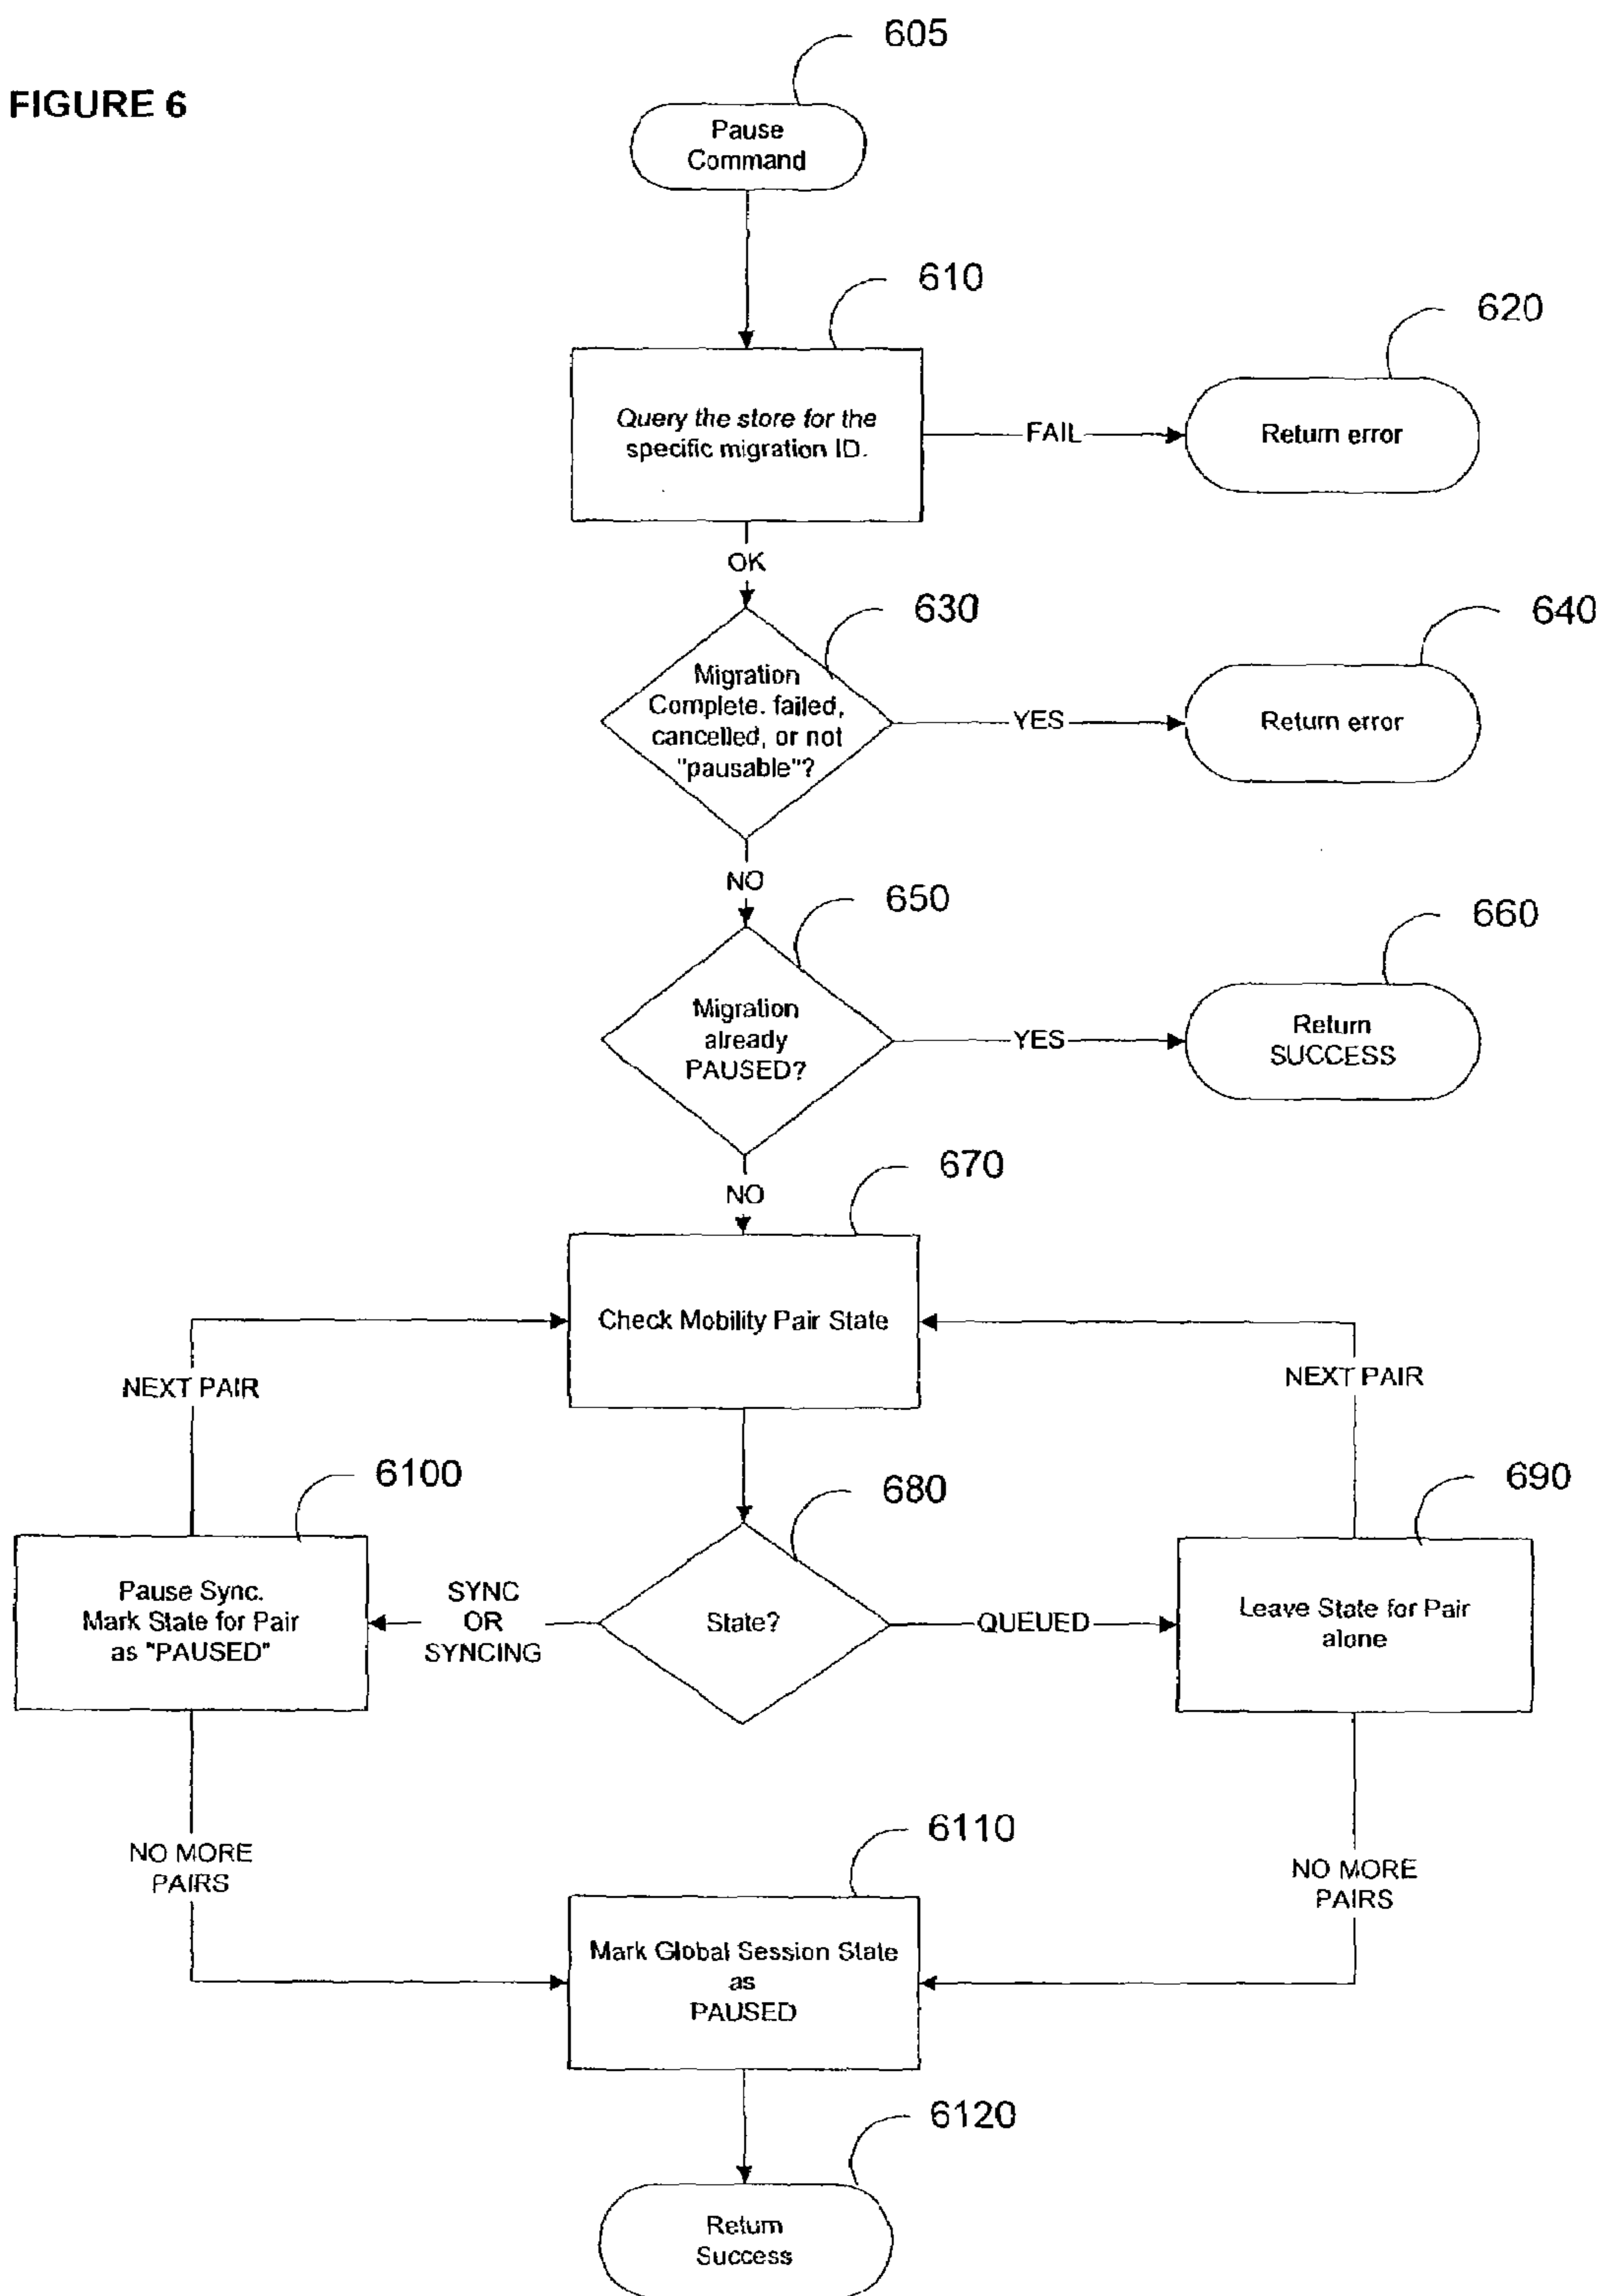 605
FIGURE 6
Pause
Command
610
620
Query the store for the
specific migration ID.
FAIL
Return error
OK
630
640
Migration
Complete. failed,
cancelled, or not
"pausable"?
YES
Return error
NO
650
660
Migration
already
PAUSED?
YES
Return
SUCCESS
NO
670
Check Mobility Pair State
NEXT PAIR
NEXT PAIR
6100
680
690
Pause Sync.
Mark State for Pair
as "PAUSED"
SYNC
OR
SYNCING
State?
QUEUED
Leave State for Pair
alone
NO MORE
PAIRS
6110
NO MORE
PAIRS
Mark Global Session State
as
PAUSED
6120
Return
Success